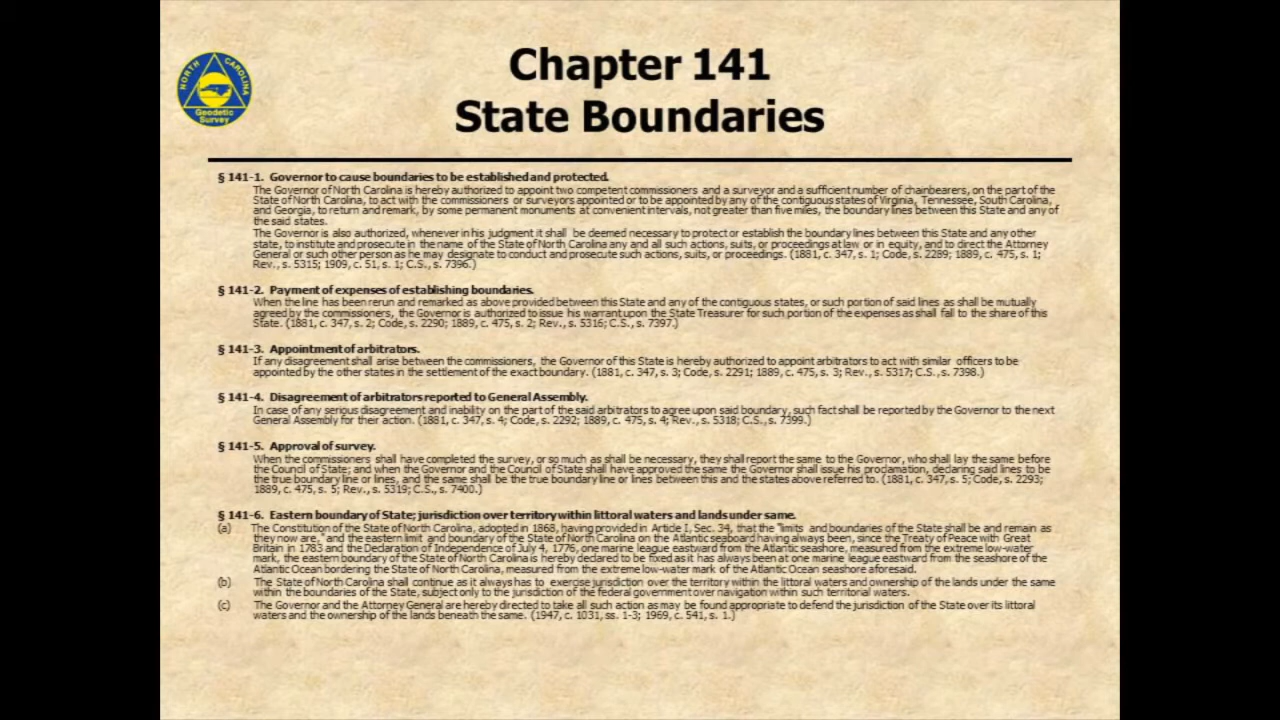 NORTH CAROLINA
Geodetic
Survey
Chapter 141
State Boundaries
§ 141-1. Governor to cause boundaries to be established and protected.
The Governor of North Carolina is hereby authorized to appoint two competent commissioners and a surveyor and a sufficient number of chainbearers, on the part of the
State of North Carolina, to act with the commissioners or surveyors appointed or to be appointed by any of the contiguous states of Virginia, Tennessee, South Carolina,
and Georgia, to return and remark, by some permanent monuments at convenient intervals, not greater than five miles, the boundary lines between this State and any of
the said states.
The Governor is also authorized, whenever in his judgment it shall be deemed necessary to protect or establish the boundary lines between this State and any other
state, to institute and prosecute in the name of the State of North Carolina any and all such actions, suits, or proceedings at law or in equity, and to direct the Attorney
General or such other person as he may designate to conduct and prosecute such actions, suits, or proceedings. (1881, c. 347, s. 1; Code, s. 2289; 1889, c. 475, s. 1;
Rev., s. 5315; 1909, c. 51, s. 1; C.S., s. 7396.)
§ 141-2. Payment of expenses of establishing boundaries.
When the line has been rerun and remarked as above provided between this State and any of the contiguous states, or such portion of said lines as shall be mutually
agreed by the commissioners, the Governor is authorized to issue his warrant upon the State Treasurer for such portion of the expenses as shall fall to the share of this
State. (1881, c. 347, s. 2; Code, s. 2290; 1889, c. 475, s. 2; Rev., s. 5316; C.S., s. 7397.)
§ 141-3. Appointment of arbitrators.
If any disagreement shall arise between the commissioners, the Governor of this State is hereby authorized to appoint arbitrators to act with similar officers to be
appointed by the other states in the settlement of the exact boundary. (1881, c. 347, s. 3; Code, s. 2291; 1889, c. 475, s. 3; Rev., s. 5317; C.S., s. 7398.)
§ 141-4. Disagreement of arbitrators reported to General Assembly.
In case of any serious disagreement and inability on the part of the said arbitrators to agree upon said boundary, such fact shall be reported by the Governor to the next
General Assembly for their action. (1881, c. 347, s. 4; Code, s. 2292; 1889, c. 475, s. 4; Rev., s. 5318; C.S., s. 7399.)
§ 141-5. Approval of survey.
When the commissioners shall have completed the survey, or so much as shall be necessary, they shall report the same to the Governor, who shall lay the same before
the Council of State; and when the Governor and the Council of State shall have approved the same the Governor shall issue his proclamation, declaring said lines to be
the true boundary line or lines, and the same shall be the true boundary line or lines between this and the states above referred to. (1881, c. 347, s. 5; Code, s. 2293;
1889, c. 475, s. 5; Rev., s. 5319; C.S., s. 7400.)
§ 141-6. Eastern boundary of State; jurisdiction over territory within littoral waters and lands under same.
(a) The Constitution of the State of North Carolina, adopted in 1868, having provided in Article I, Sec. 34, that the "limits and boundaries of the State shall be and remain as
they now are," and the eastern limit and boundary of the State of North Carolina on the Atlantic seaboard having always been, since the Treaty of Peace with Great
Britain in 1783 and the Declaration of Independence of July 4, 1776, one marine league eastward from the Atlantic seashore, measured from the extreme low-water
mark, the eastern boundary of the State of North Carolina is hereby declared to be fixed as it has always been at one marine league eastward from the seashore of the
Atlantic Ocean bordering the State of North Carolina, measured from the extreme low-water mark of the Atlantic Ocean seashore aforesaid.
(b) The State of North Carolina shall continue as it always has to exercise jurisdiction over the territory within the littoral waters and ownership of the lands under the same
within the boundaries of the State, subject only to the jurisdiction of the federal government over navigation within such territorial waters.
(c) The Governor and the Attorney General are hereby directed to take all such action as may be found appropriate to defend the jurisdiction of the State over its littoral
waters and the ownership of the lands beneath the same. (1947, c. 1031, ss. 1-3; 1969, c. 541, s. 1.)